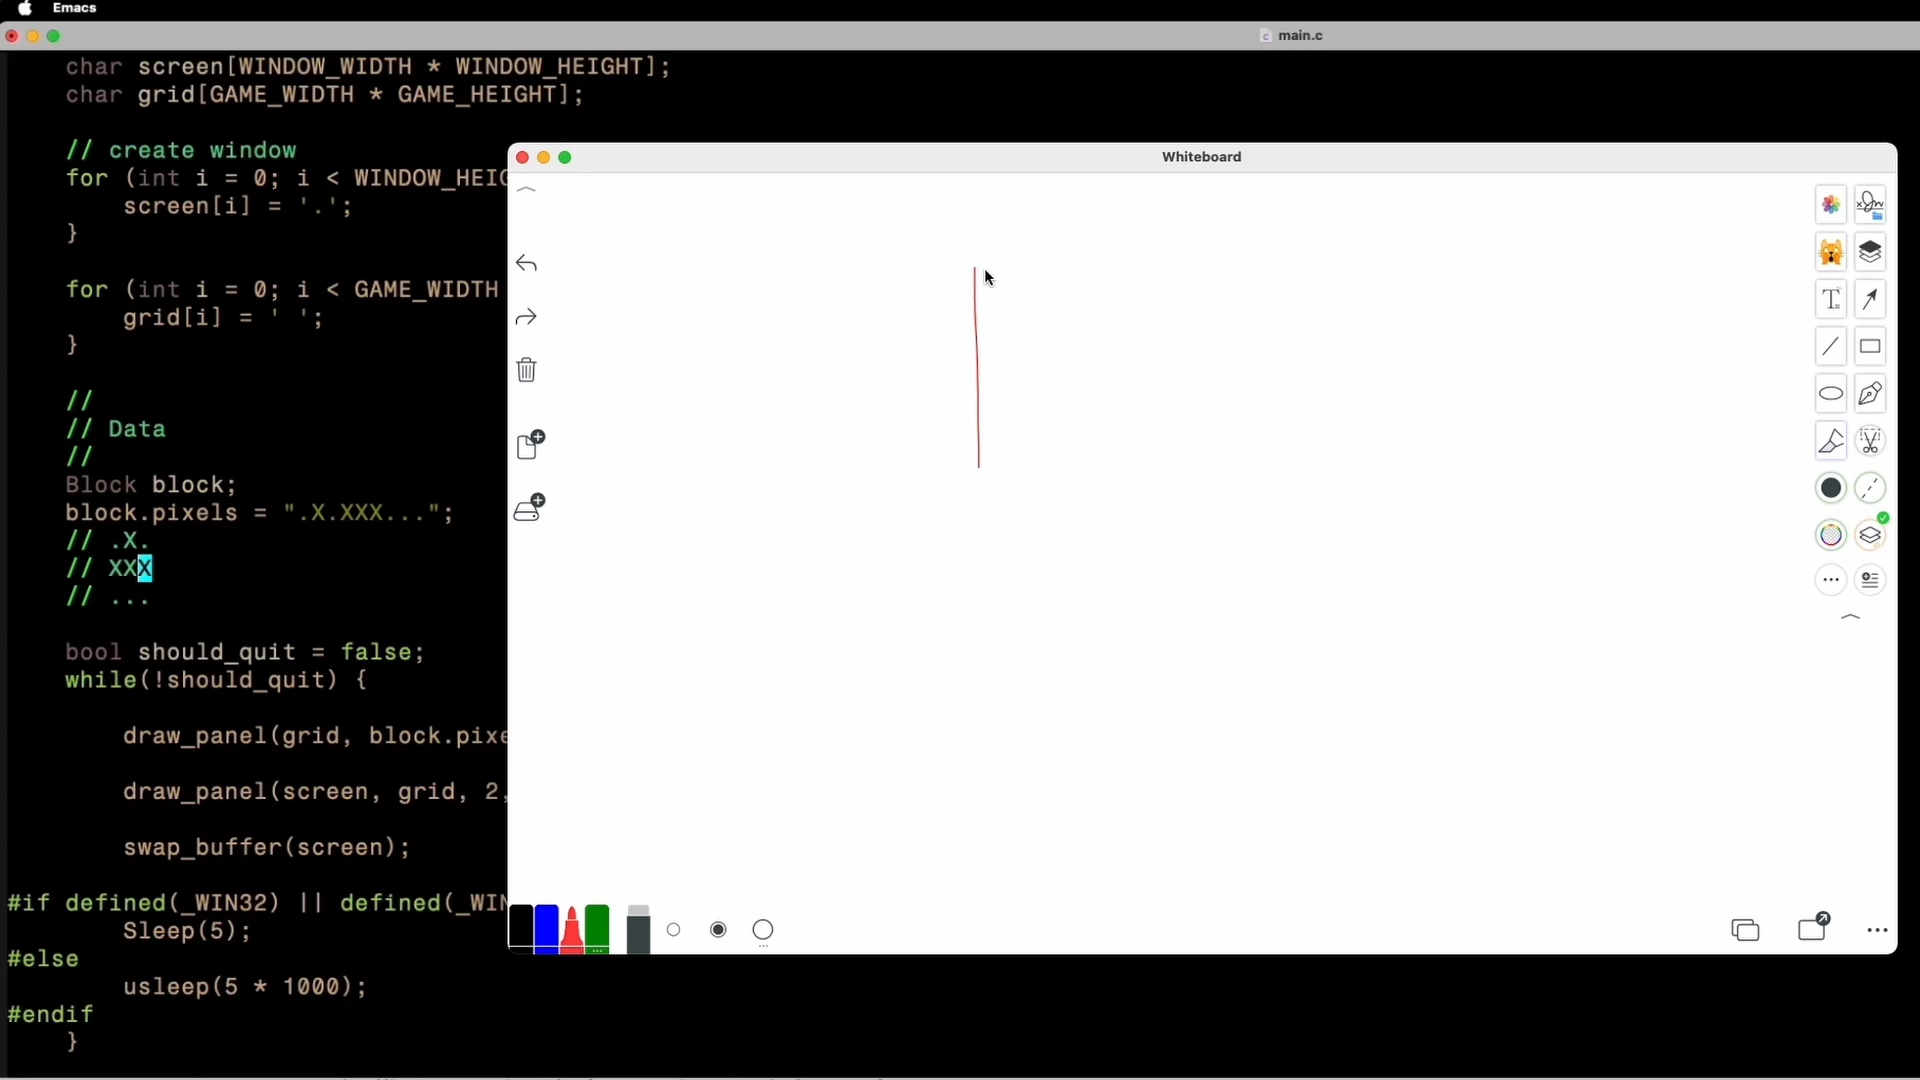 Emacs
main.c
char screen[WINDOW_WIDTH * WINDOW_HEIGHT];
char grid[GAME_WIDTH * GAME_HEIGHT];
// create window
for (int i = 0; i < WINDOW_HEIG
screen[i] = '.';
}
for (int i = 0; i < GAME_WIDTH
grid[i] = ' ';
}
//
// Data
//
Block block;
block.pixels = ".X.XXX...";
// .X.
// XXX
// ...
bool should_quit = false;
while(!should_quit) {
draw_panel(grid, block.pixe
draw_panel(screen, grid, 2,
swap_buffer(screen);
#if defined(_WIN32) || defined(_WIN
Sleep(5);
#else
usleep(5 * 1000);
#endif
}
Whiteboard